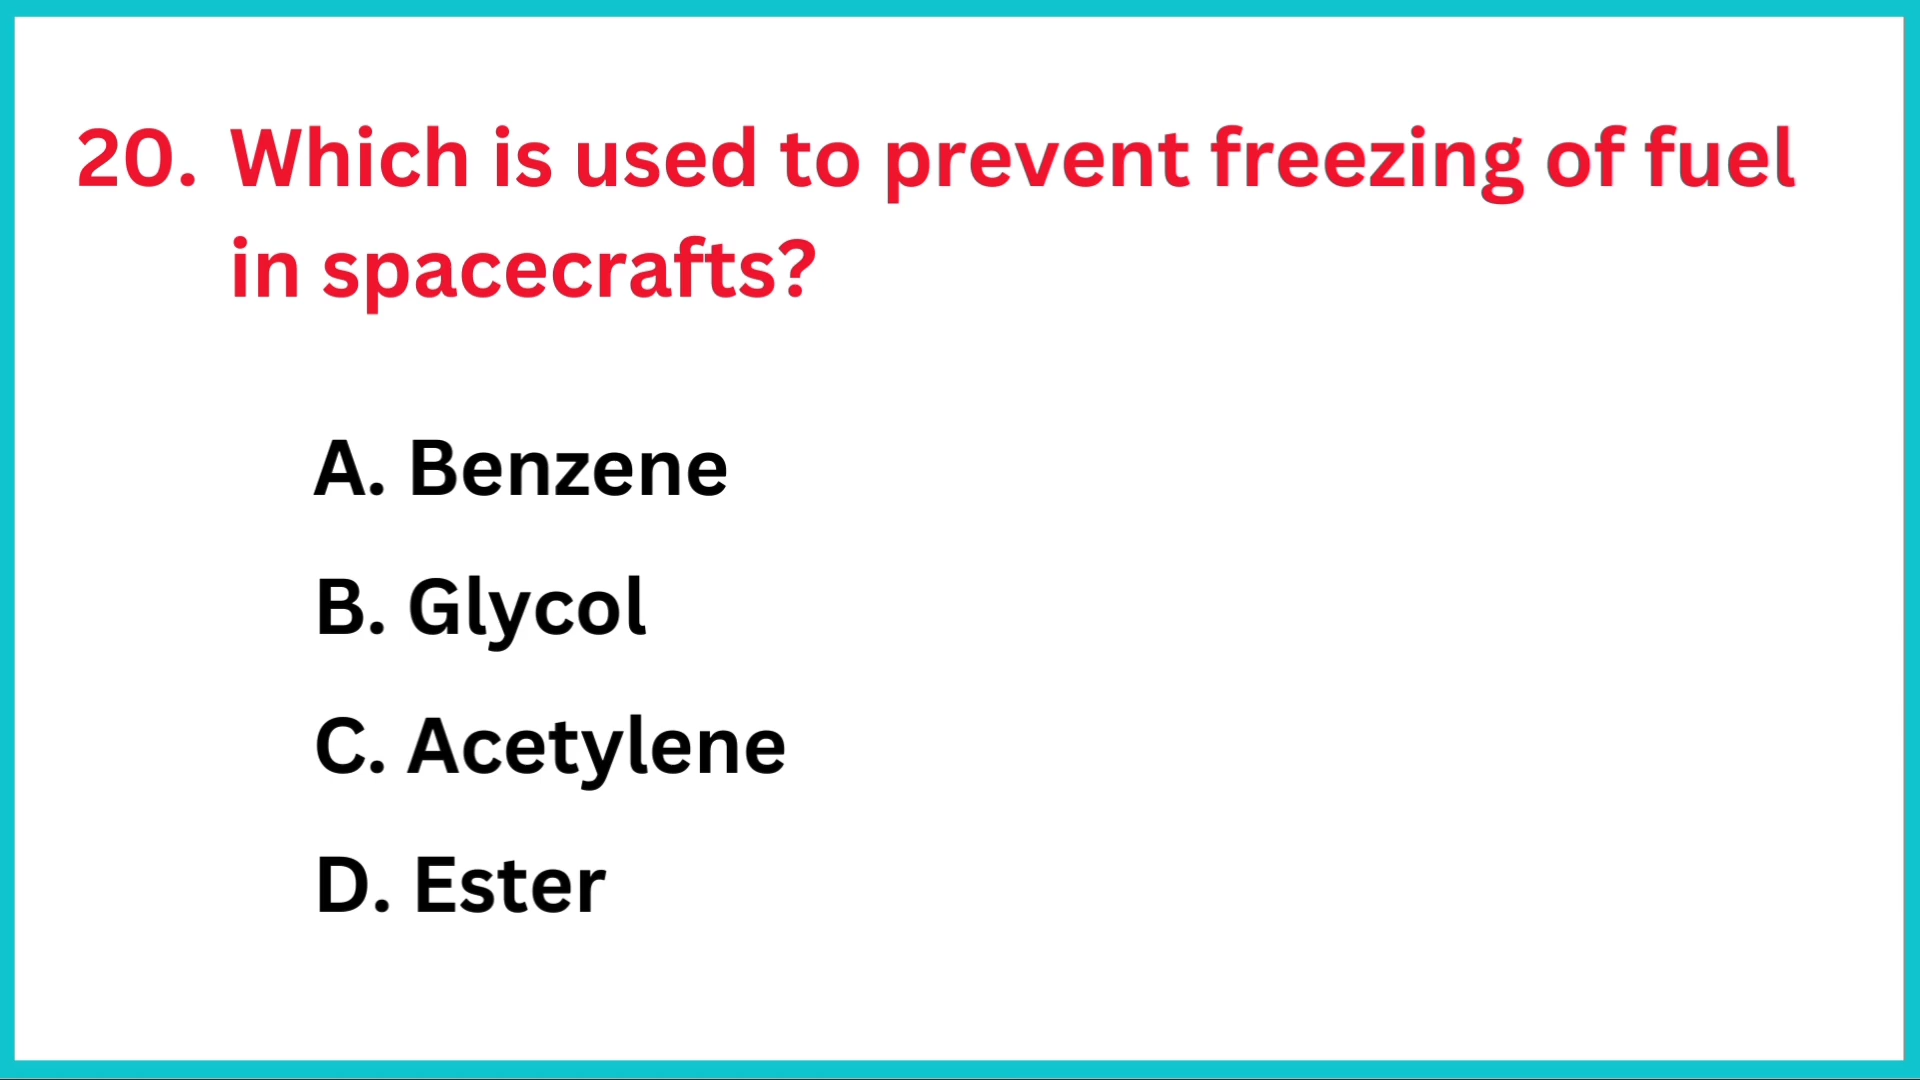 20. Which is used to prevent freezing of fuel
in spacecrafts?
A. Benzene
B. Glycol
C. Acetylene
D. Ester